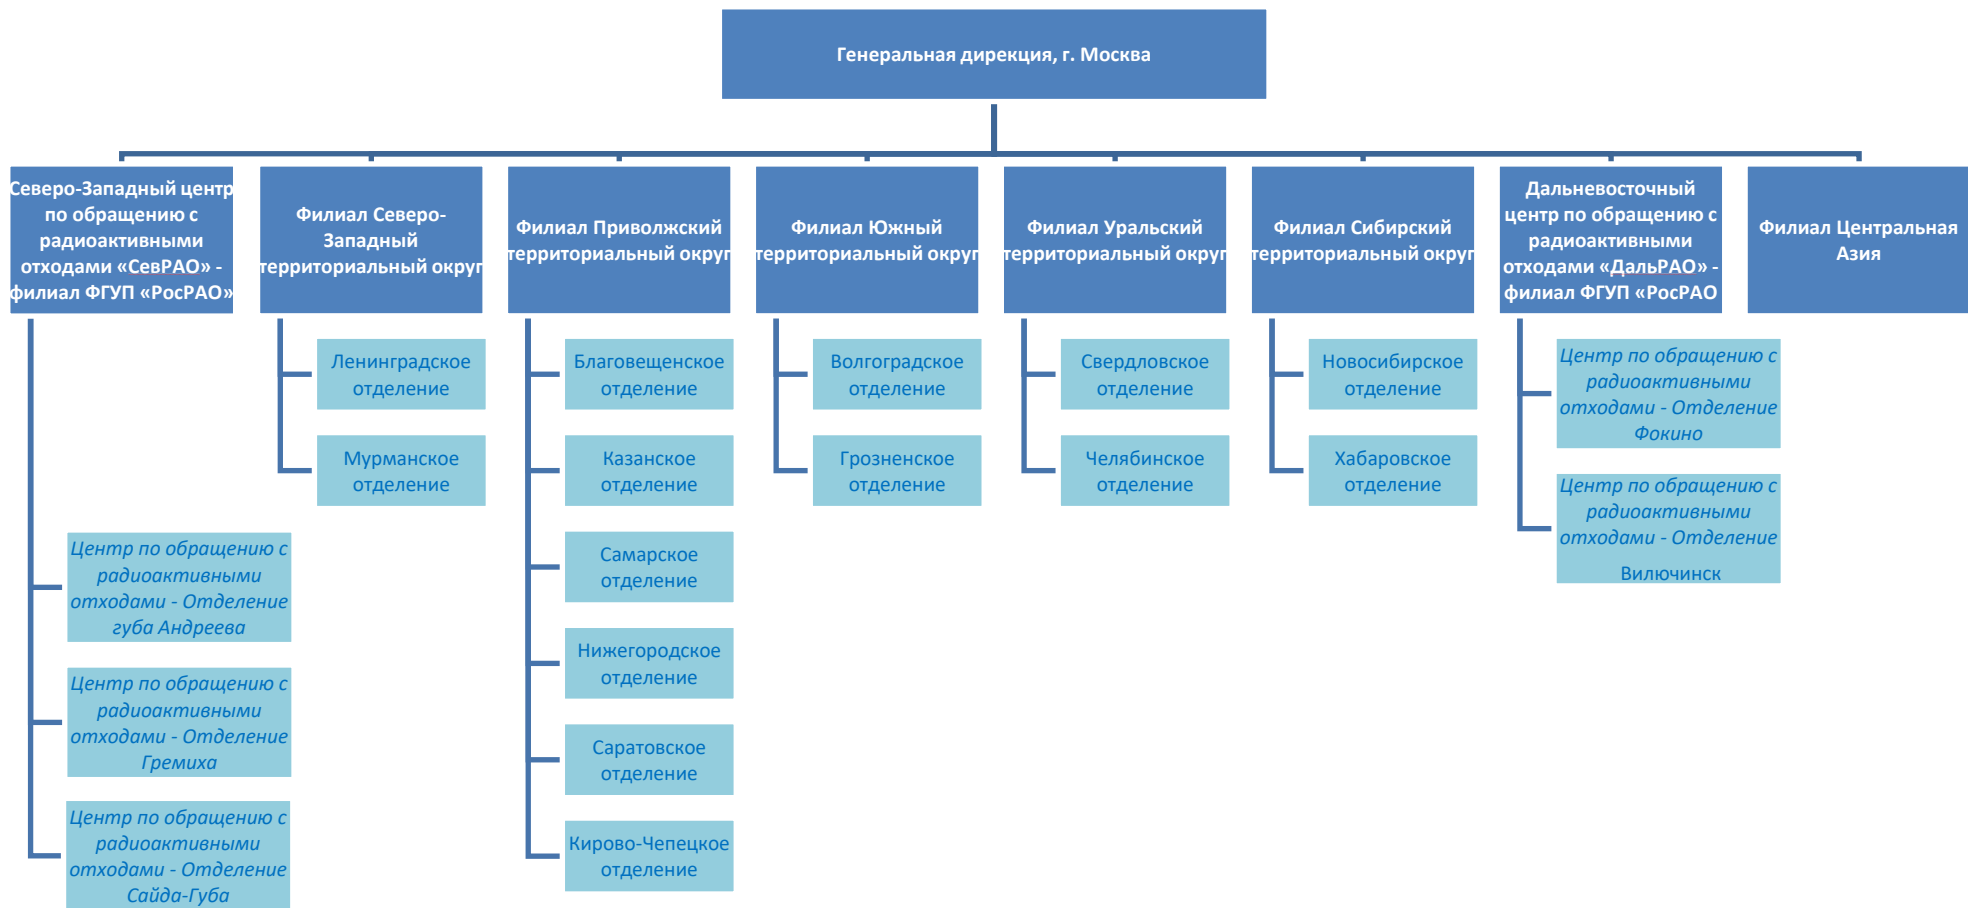 Генеральная дирекция, г. Москва
Северо-Западный центр
по обращению с
радиоактивными
отходами «СевРАО» -
филиал ФГУП «РосРАО»
Филиал Северо-
Западный
территориальный округ
Филиал Приволжский
территориальный округ
Филиал Южный
территориальный округ
Филиал Уральский
территориальный округ
Филиал Сибирский
территориальный округ
Дальневосточный
центр по обращению с
радиоактивными
отходами «ДальРАО» -
филиал ФГУП «РосРАО
Филиал Центральная
Азия
Центр по обращению с
радиоактивными
отходами - Отделение
губа Андреева
Центр по обращению с
радиоактивными
отходами - Отделение
Гремиха
Центр по обращению с
радиоактивными
отходами - Отделение
Сайда-Губа
Ленинградское
отделение
Мурманское
отделение
Благовещенское
отделение
Казанское
отделение
Самарское
отделение
Нижегородское
отделение
Саратовское
отделение
Кирово-Чепецкое
отделение
Волгоградское
отделение
Грозненское
отделение
Свердловское
отделение
Челябинское
отделение
Новосибирское
отделение
Хабаровское
отделение
Центр по обращению с
радиоактивными
отходами - Отделение
Фокино
Центр по обращению с
радиоактивными
отходами - Отделение
Вилючинск